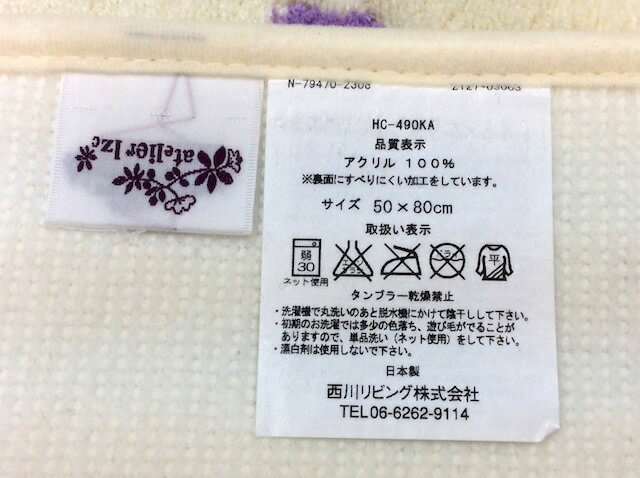 atelier Izc
N-79470-2308
2127-05003
HC-490KA
品質表示
アクリル 100%
※裏面にすべりにくい加工をしています。
サイズ 50×80cm
取扱い表示
弱
30
エンソ
サラシ
平
ネット使用
タンブラー乾燥禁止
・洗濯機で丸洗いのあと脱水機にかけて陰干しして下さい。
・初期のお洗濯では多少の色落ち、遊び毛がでることが
ありますので、単品洗い(ネット使用)をして下さい。
・漂白剤は使用しないで下さい。
日本製
西川リビング株式会社
TEL06-6262-9114